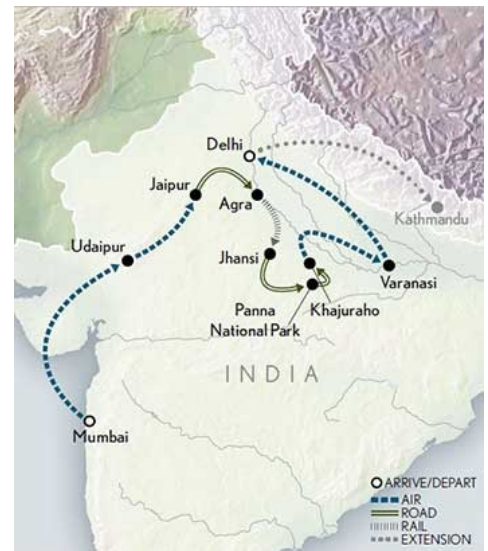 Delhi
Jaipur
Agra
Kathmandu
Udaipur
Jhansi
Varanasi
Panna
National Park
Khajuraho
INDIA
Mumbai
ARRIVE/DEPART
AIR
ROAD
RAIL
EXTENSION